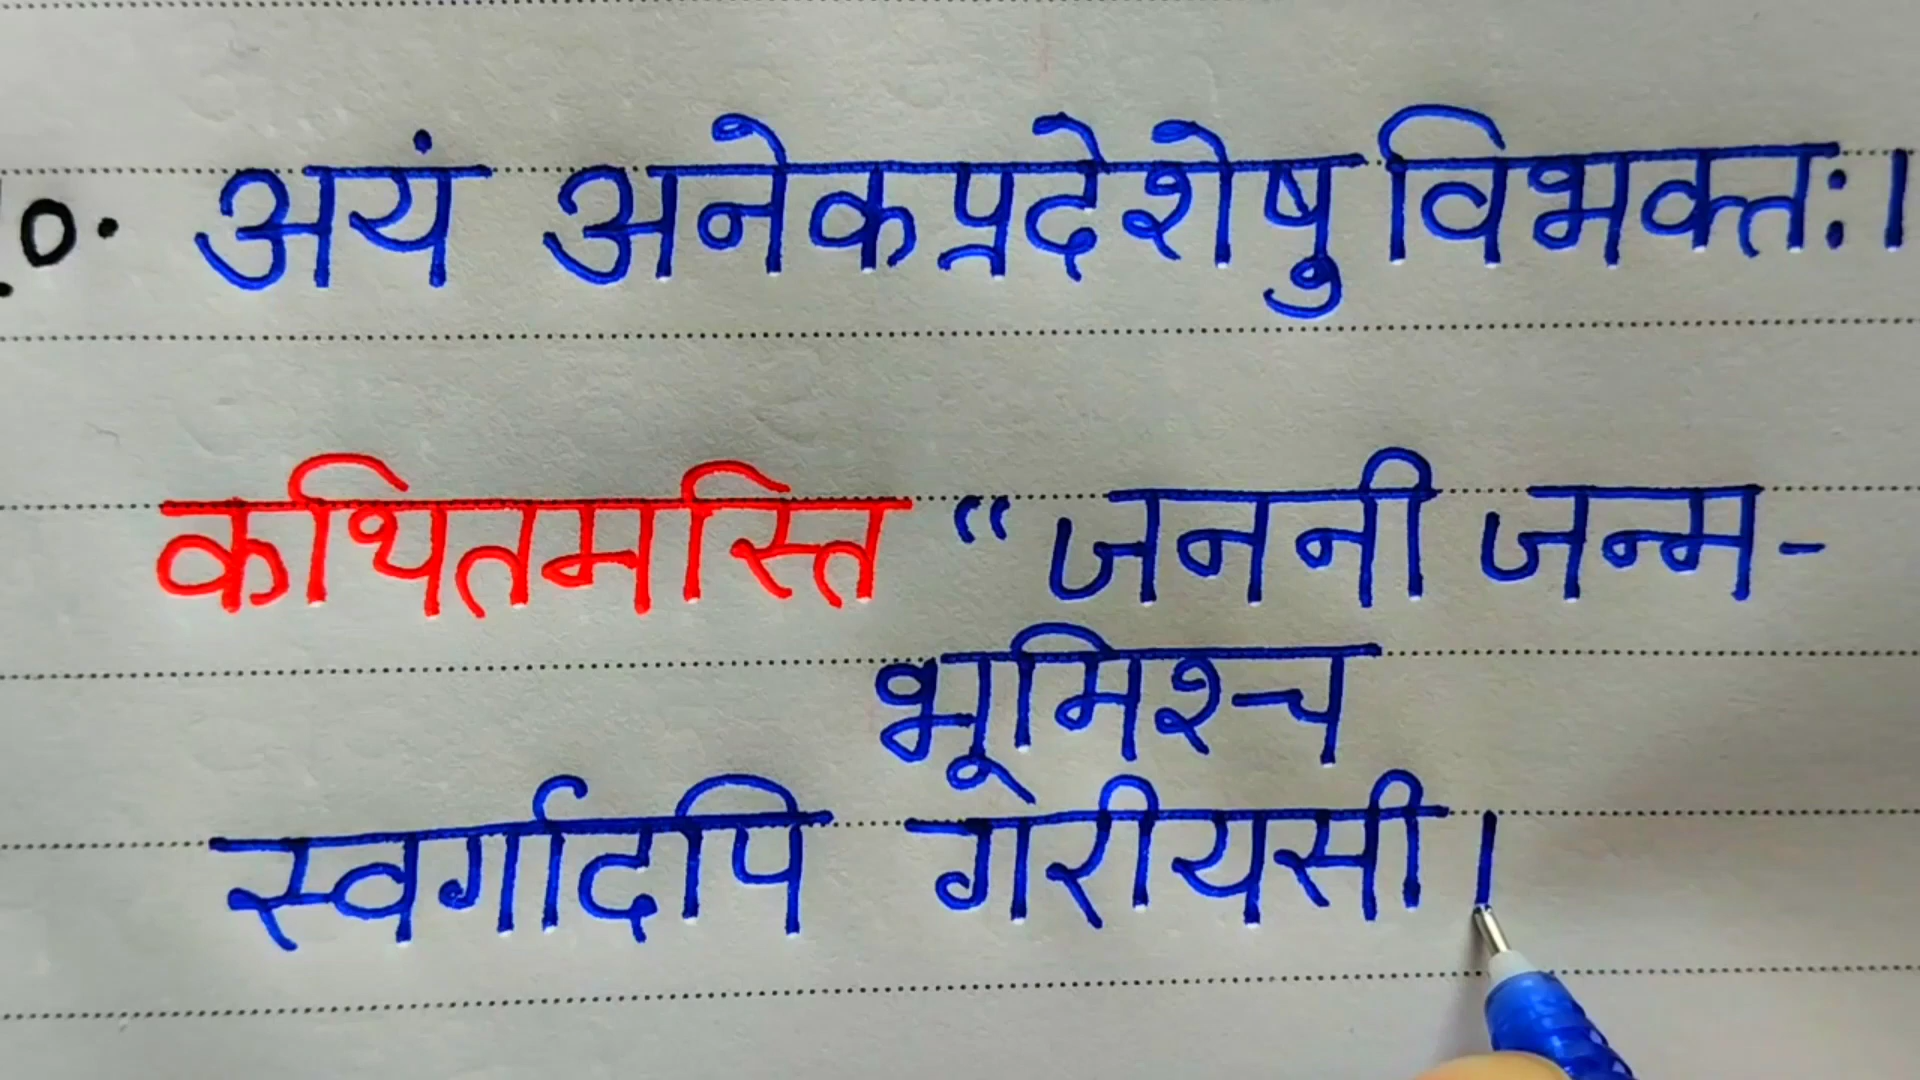 १०. अयं अनेकप्रदेशेषु विभक्तः।
कथितमस्ति “जननी जन्म-
भूमिश्च
स्वर्गादपि गरीयसी।